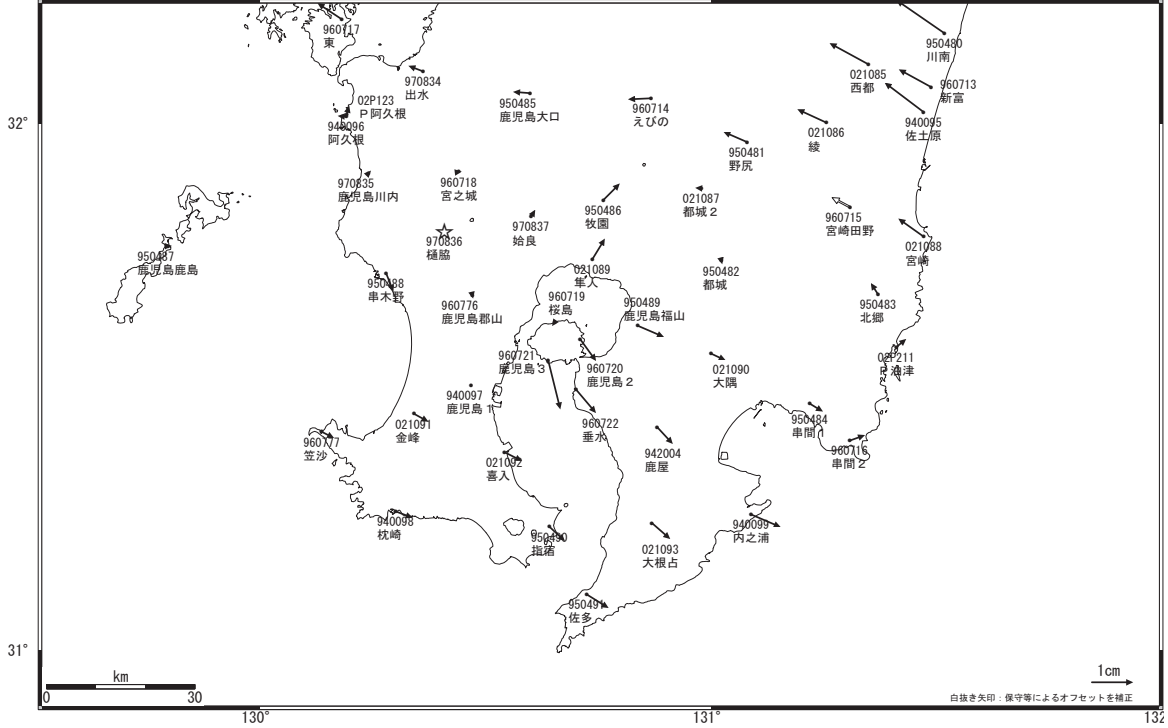 960717
東
950480
川南
970834
出水
021085
西都
960713
新富
02P123
P阿久根
950485
鹿児島大口
960714
えびの
32°
940096
阿久根
021086
綾
940095
佐土原
950481
野尻
970835
鹿児島川内
960718
宮之城
021087
都城2
950486
牧園
960715
宮崎田野
970837
姶良
970836
樋脇
021088
宮崎
950487
鹿児島鹿島
021089
隼人
950482
都城
950488
串木野
960776
鹿児島郡山
960719
桜島
950489
鹿児島福山
950483
北郷
960721
鹿児島3
960720
鹿児島2
021090
大隅
02P211
P油津
940097
鹿児島1
021091
金峰
960722
垂水
950484
串間1
960777
笠沙
021092
喜入
942004
鹿屋
960716
串間2
940098
枕崎
950490
指宿
021093
大根占
940099
内之浦
950491
佐多
31°
km
0 30
1cm
白抜き矢印:保守等によるオフセットを補正
130° 131° 132